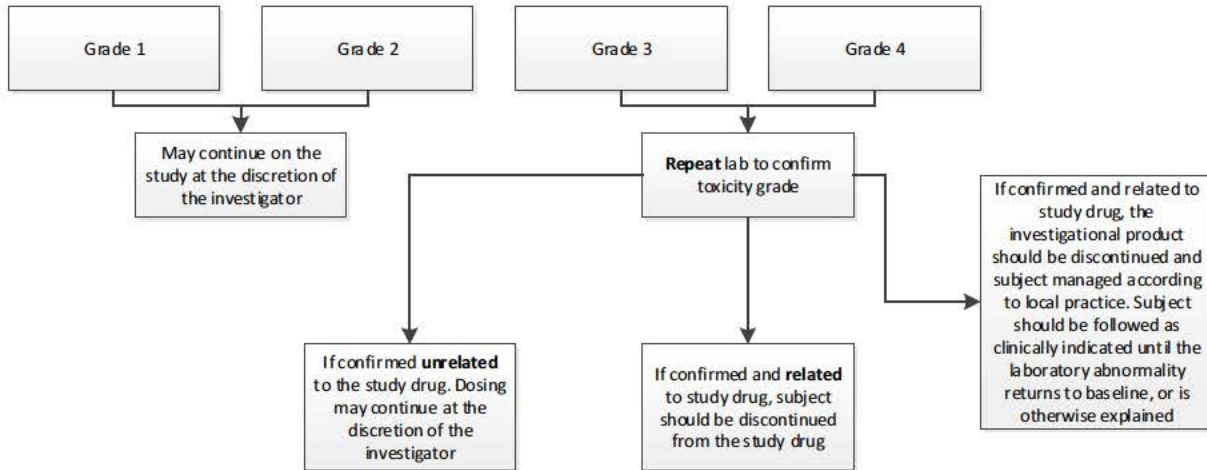 Grade 1
Grade 2
Grade 3
Grade 4
May continue on the
study at the discretion of
the investigator
Repeat lab to confirm
toxicity grade
If confirmed and related to
study drug, the
investigational product
should be discontinued and
subject managed according
to local practice. Subject
should be followed as
clinically indicated until the
laboratory abnormality
returns to baseline, or is
otherwise explained
If confirmed unrelated
to the study drug. Dosing
may continue at the
discretion of the
investigator
If confirmed and related
to study drug, subject
should be discontinued
from the study drug